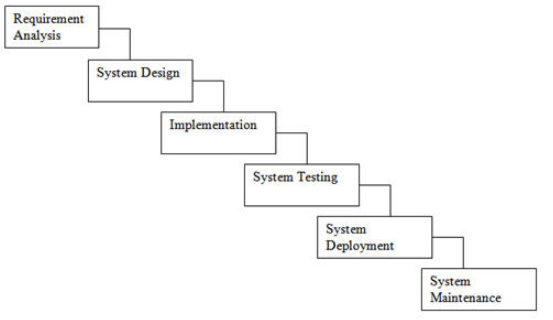 Requirement
Analysis
System Design
Implementation
System Testing
System
Deployment
System
Maintenance